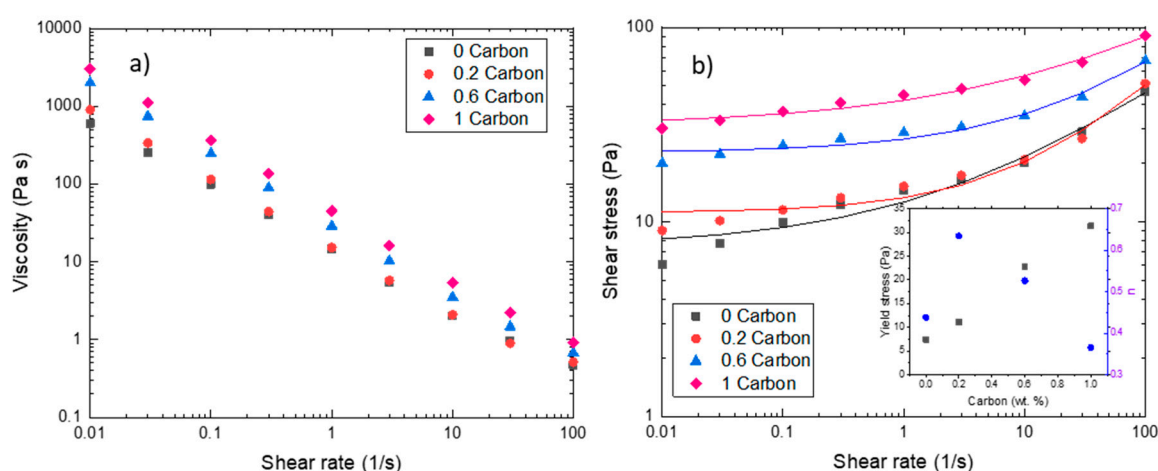 a)
10000
1000
100
10
1
0.1
Viscosity (Pa s)
0 Carbon
0.2 Carbon
0.6 Carbon
1 Carbon
0.01 0.1 1 10 100
Shear rate (1/s)
b)
100
10
1
Shear stress (Pa)
0 Carbon
0.2 Carbon
0.6 Carbon
1 Carbon
35
30
25
20
15
10
5
0
Yield stress (Pa)
0.7
0.6
0.5
0.4
0.3
n
0.0 0.2 0.4 0.6 0.8 1.0
Carbon (wt. %)
0.01 0.1 1 10 100
Shear rate (1/s)